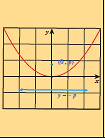 y
(0, p)
x
y = - p